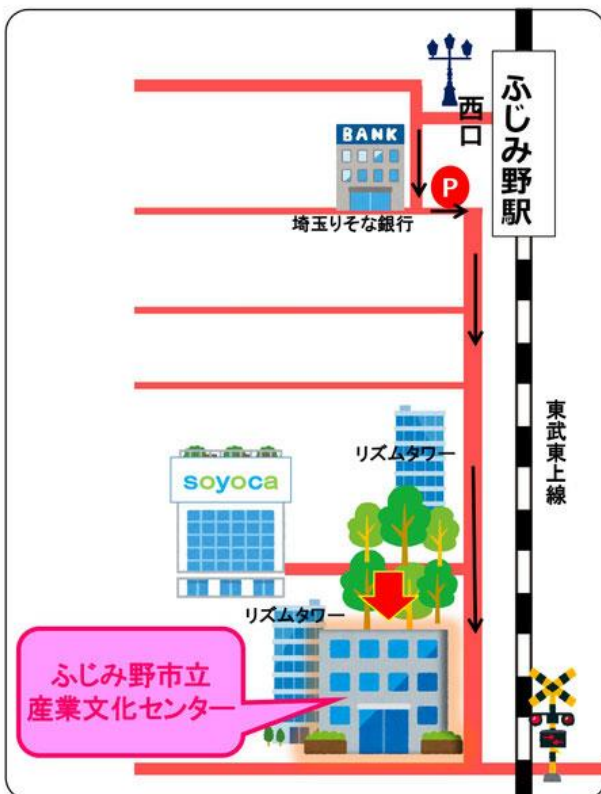 ふじみ野駅
西口
BANK
P
埼玉りそな銀行
東武東上線
リズムタワー
soyoca
リズムタワー
ふじみ野市立
産業文化センター